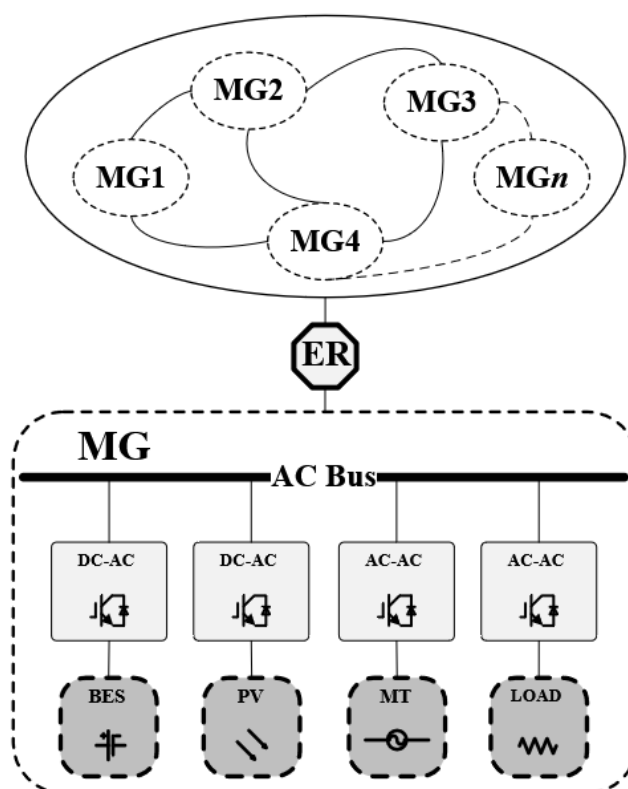 MG2
MG3
MG1
MGn
MG4
ER
MG
AC Bus
DC-AC
DC-AC
AC-AC
AC-AC
BES
PV
MT
LOAD